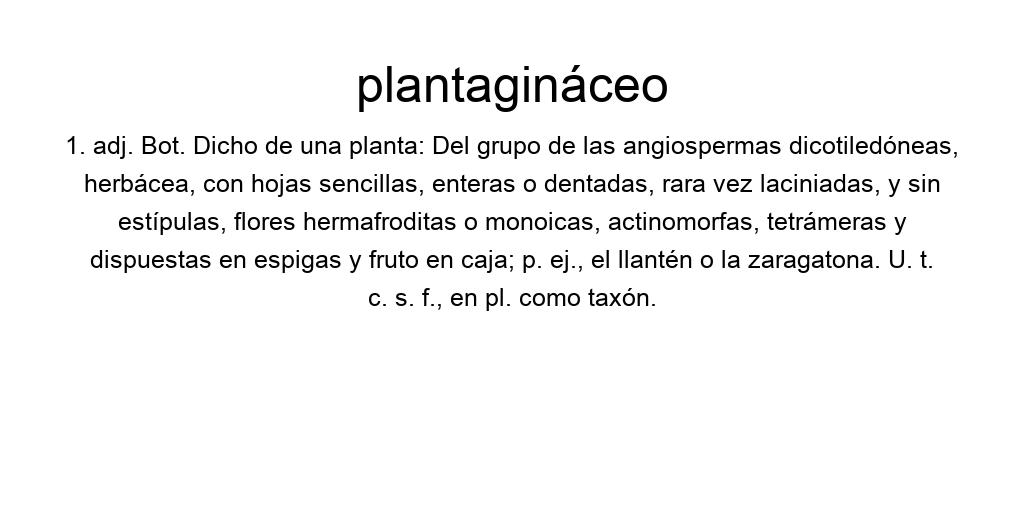 plantagináceo
1. adj. Bot. Dicho de una planta: Del grupo de las angiospermas dicotiledóneas,
herbácea, con hojas sencillas, enteras o dentadas, rara vez laciniadas, y sin
estípulas, flores hermafroditas o monoicas, actinomorfas, tetrámeras y
dispuestas en espigas y fruto en caja; p. ej., el llantén o la zaragatona. U. t.
c. s. f., en pl. como taxón.